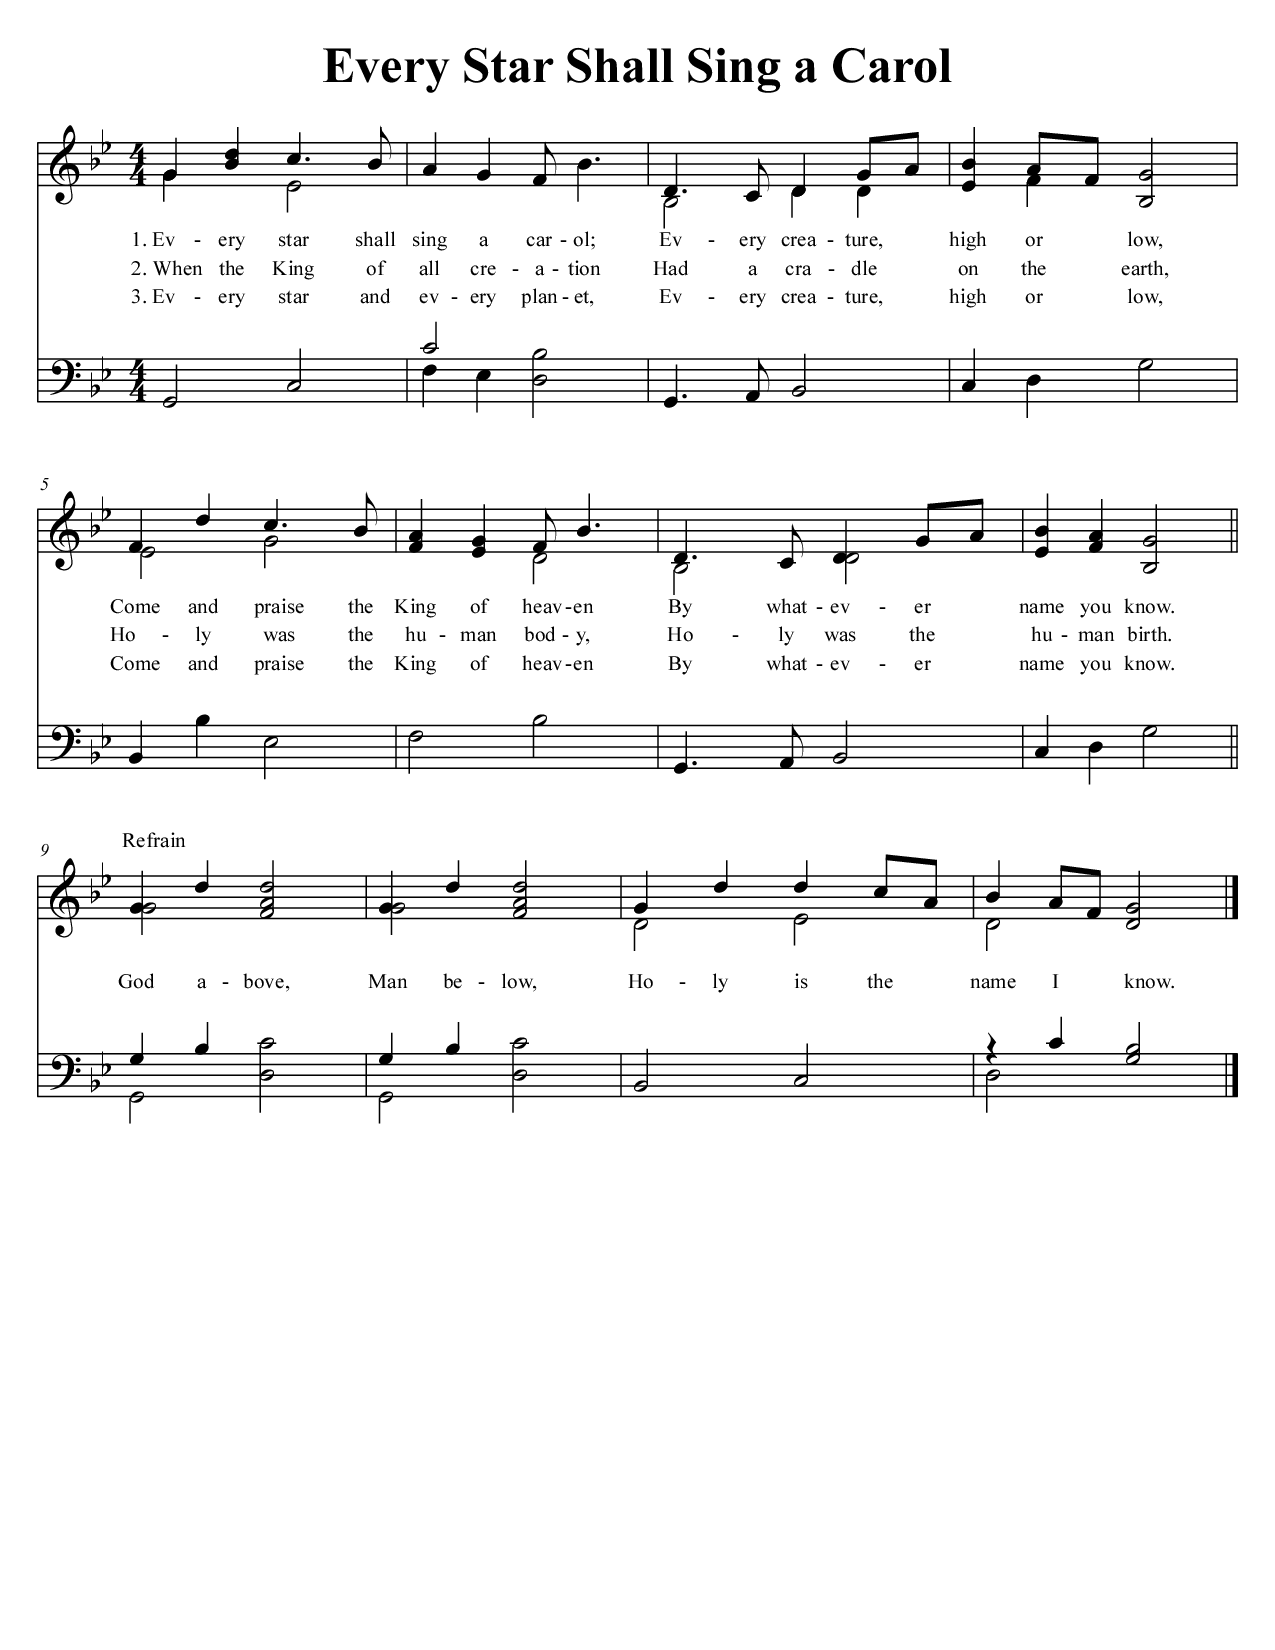 Every Star Shall Sing a Carol
4
4
1. Ev - ery star shall sing a car - ol; Ev - ery crea - ture, high or low,
2. When the King of all cre - a - tion Had a cra - dle on the earth,
3. Ev - ery star and ev - ery plan - et, Ev - ery crea - ture, high or low,
4
4
5
Come and praise the King of heav - en By what - ev - er name you know.
Ho - ly was the hu - man bod - y, Ho - ly was the hu - man birth.
Come and praise the King of heav - en By what - ev - er name you know.
Refrain
9
God a - bove, Man be - low, Ho - ly is the name I know.